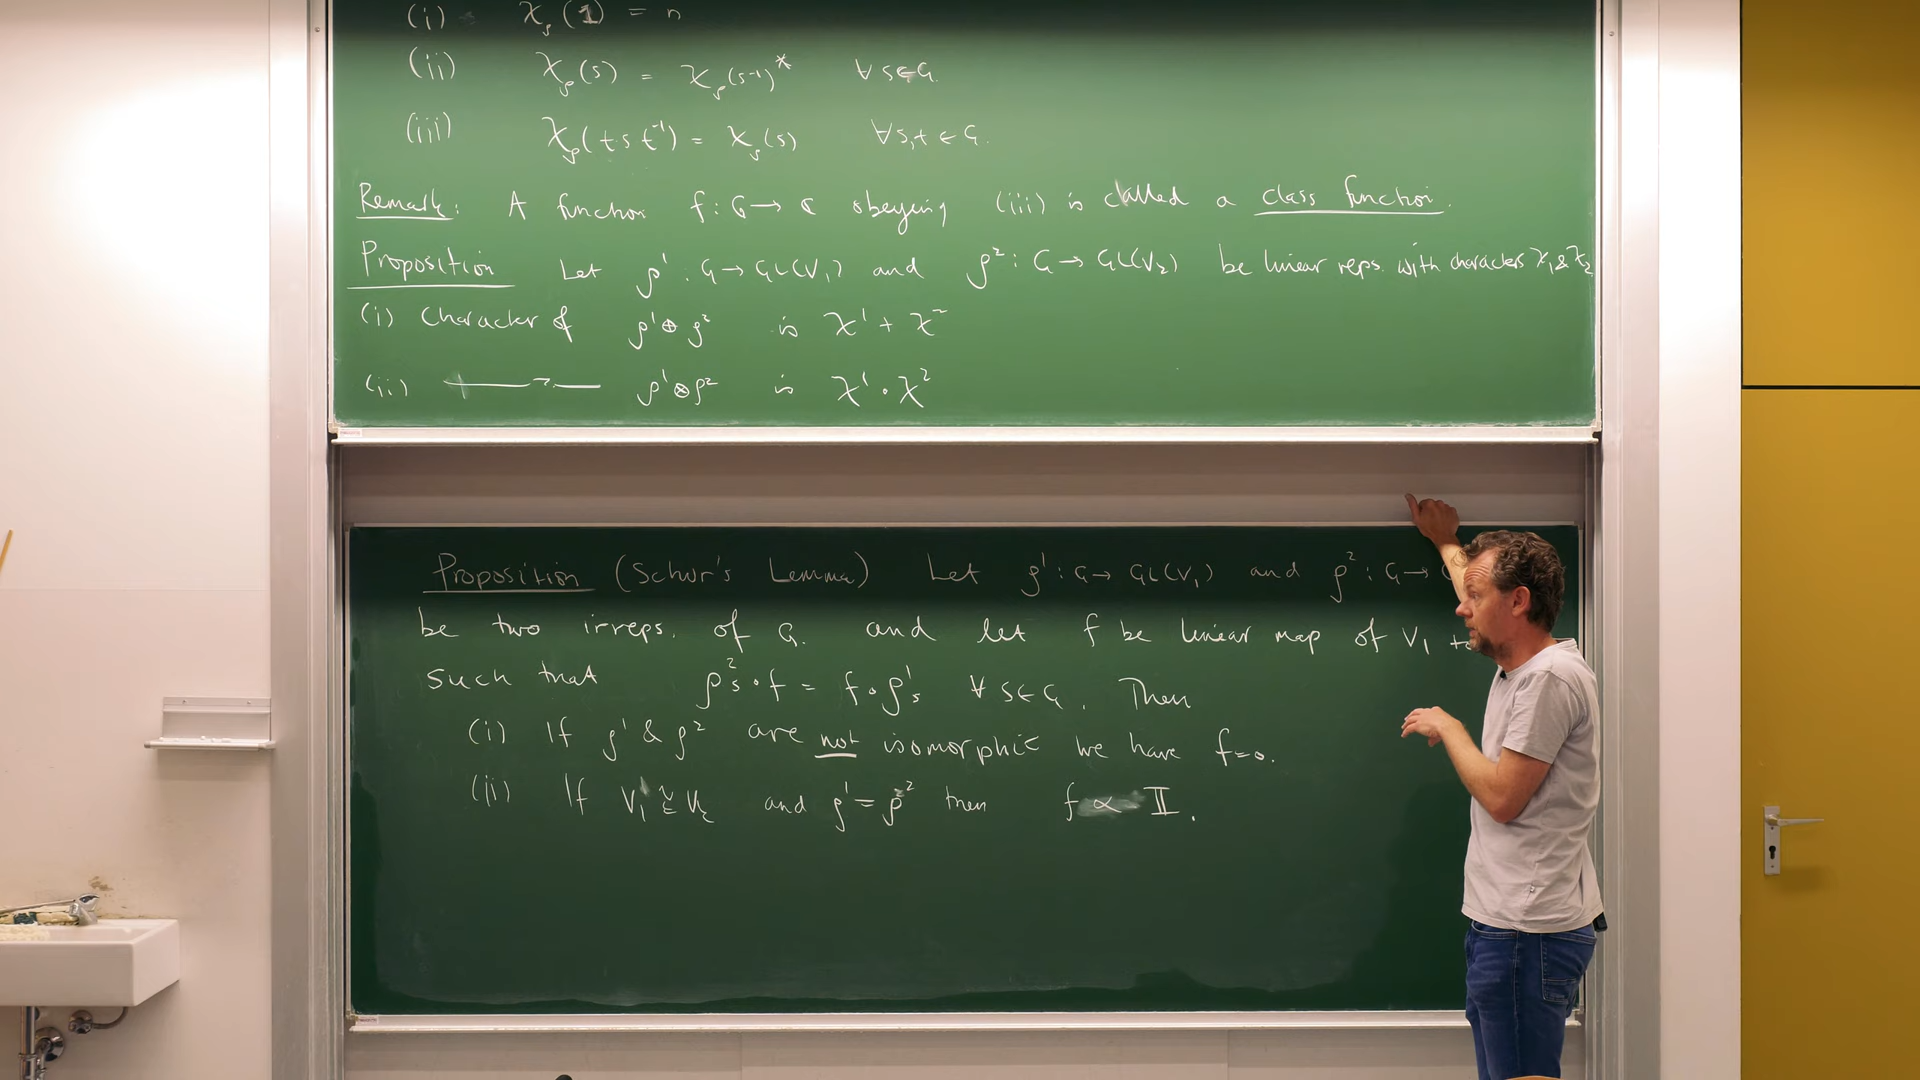 (i) χ_ρ(1) = n
(ii) χ_ρ(s) = χ_ρ(s⁻¹)* ∀ s∈G.
(iii) χ_ρ(t s t⁻¹) = χ_ρ(s) ∀s,t ∈ G.
Remark: A function f: G → ℂ obeying (iii) is called a class function.
Proposition Let ρ¹: G → GL(V₁) and ρ²: G → GL(V₂) be linear reps. with characters χ₁ & χ₂
(i) Character of ρ¹⊕ρ² is χ¹ + χ²
(ii) —〃— ρ¹⊗ρ² is χ¹ · χ²
Proposition (Schur's Lemma) Let ρ¹: G → GL(V₁) and ρ²: G →
be two irreps. of G. and let f be linear map of V₁ to
such that ρ²ₛ ∘ f = f ∘ ρ¹ₛ ∀ s∈G. Then
(i) If ρ¹ & ρ² are not isomorphic we have f=0.
(ii) If V₁ ≅ V₂ and ρ¹ = ρ² then f ∝ 𝕀.